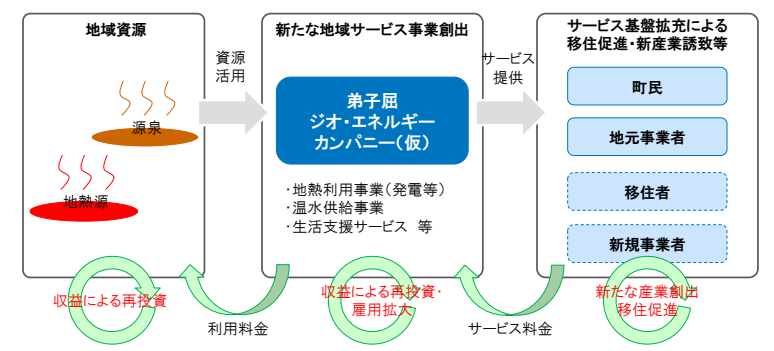 地域資源
源泉
地熱源
収益による再投資
資源
活用
利用料金
新たな地域サービス事業創出
弟子屈
ジオ・エネルギー
カンパニー(仮)
・地熱利用事業(発電等)
・温水供給事業
・生活支援サービス 等
収益による再投資・
雇用拡大
サービス
提供
サービス料金
サービス基盤拡充による
移住促進・新産業誘致等
町民
地元事業者
移住者
新規事業者
新たな産業創出
移住促進